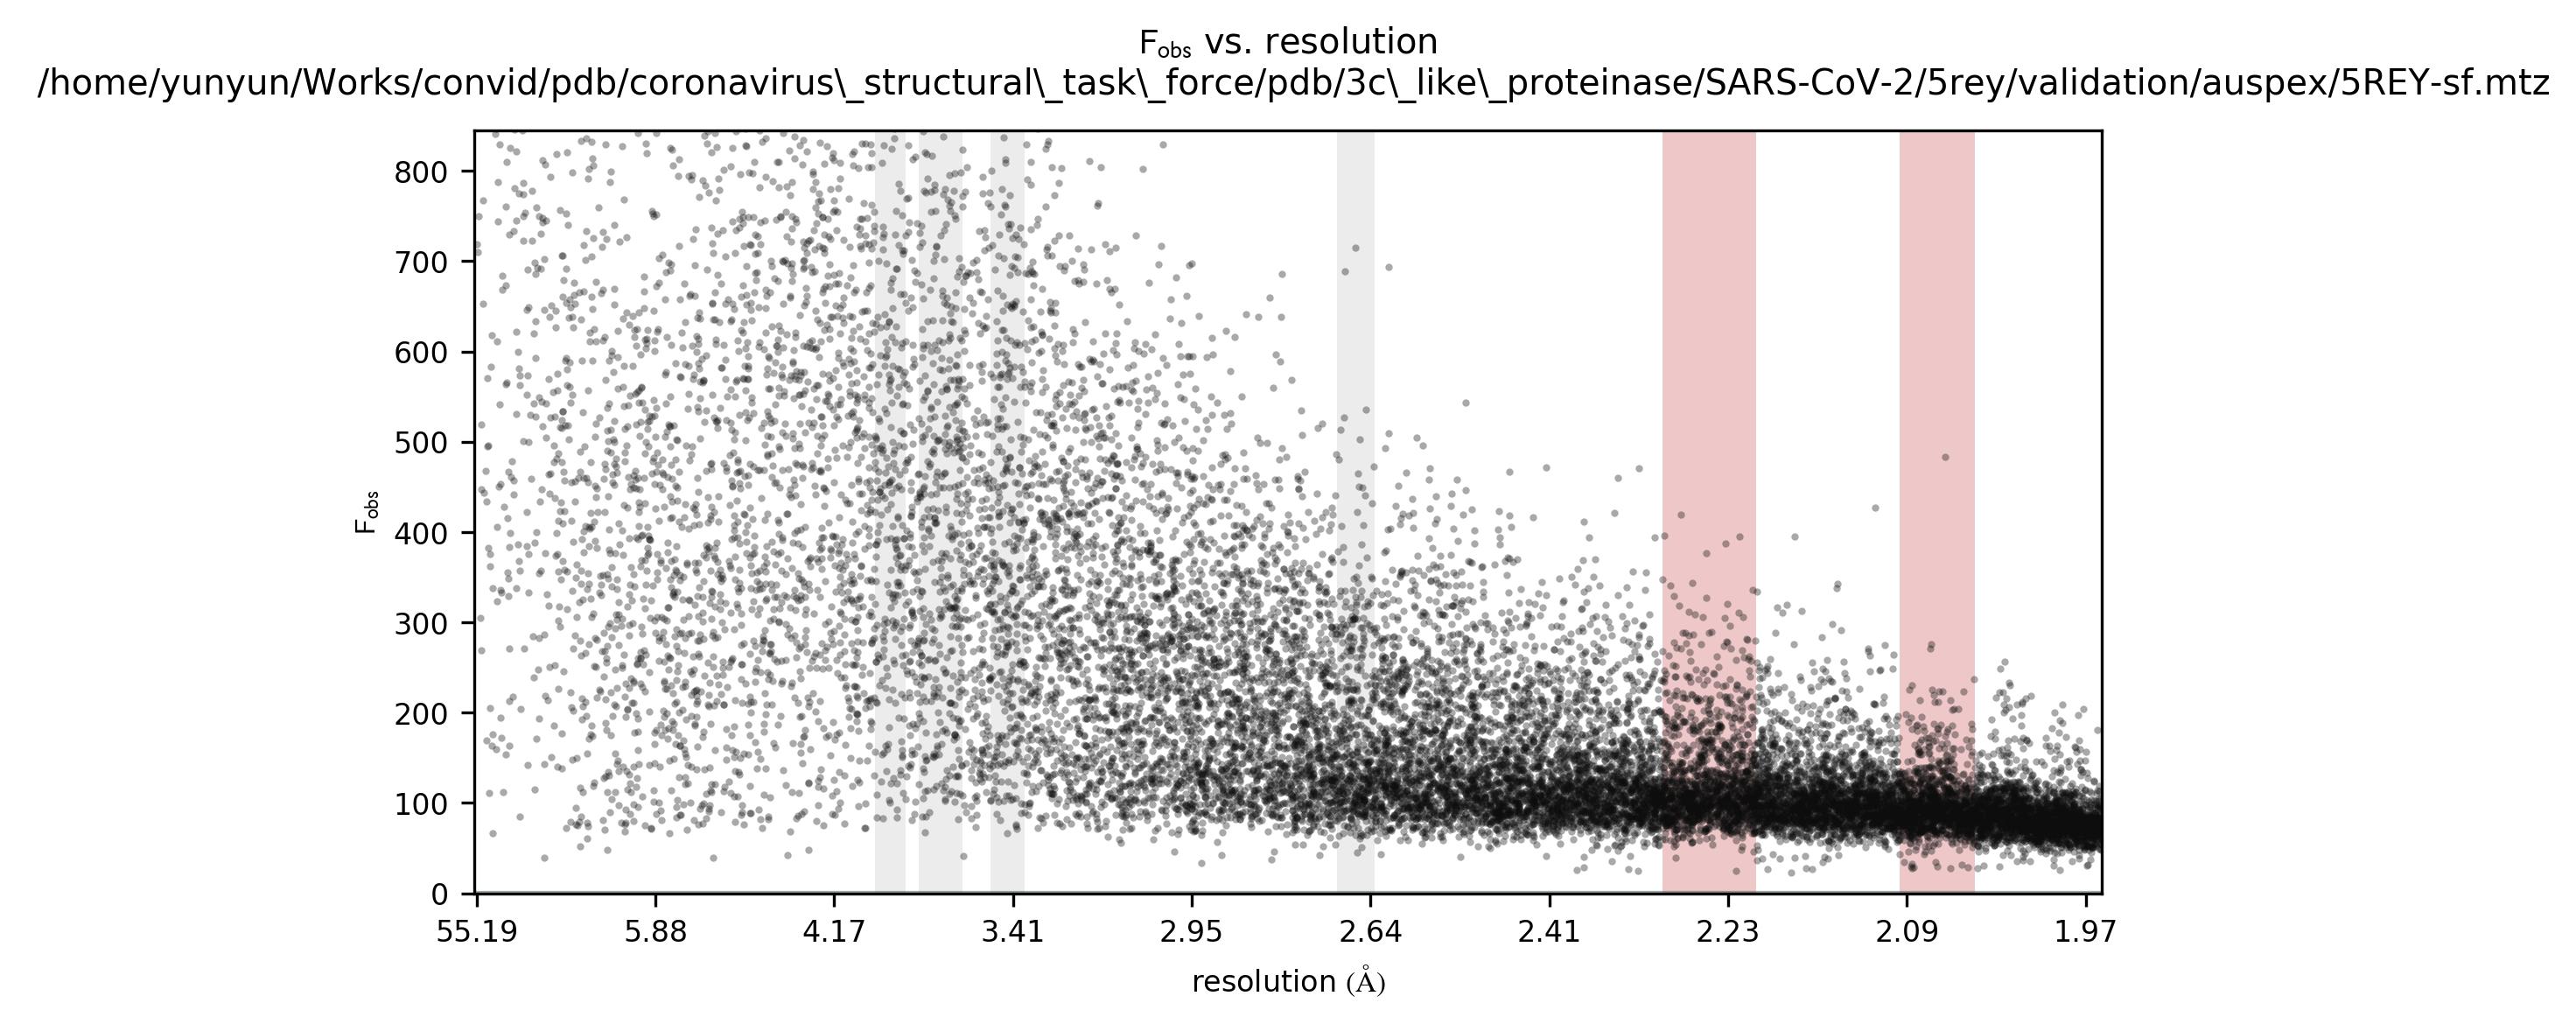 Fobs vs. resolution
/home/yunyun/Works/convid/pdb/coronavirus\_structural\_task\_force/pdb/3c\_like\_proteinase/SARS-CoV-2/5rey/validation/auspex/5REY-sf.mtz
Fobs
800
700
600
500
400
300
200
100
0
55.19 5.88 4.17 3.41 2.95 2.64 2.41 2.23 2.09 1.97
resolution (Å)